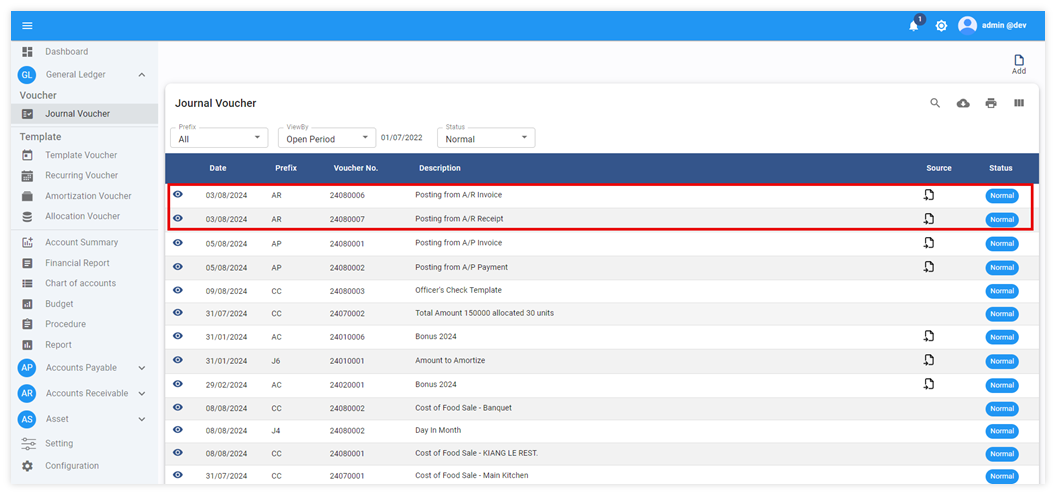 1
admin @dev
Dashboard
GL General Ledger
Voucher
Journal Voucher
Template
Template Voucher
Recurring Voucher
Amortization Voucher
Allocation Voucher
Account Summary
Financial Report
Chart of accounts
Budget
Procedure
Report
AP Accounts Payable
AR Accounts Receivable
AS Asset
Setting
Configuration
Add
Journal Voucher
Prefix ViewBy Status
All Open Period 01/07/2022 Normal
Date Prefix Voucher No. Description Source Status
03/08/2024 AR 24080006 Posting from A/R Invoice Normal
03/08/2024 AR 24080007 Posting from A/R Receipt Normal
05/08/2024 AP 24080001 Posting from A/P Invoice Normal
05/08/2024 AP 24080002 Posting from A/P Payment Normal
09/08/2024 CC 24080003 Officer's Check Template Normal
31/07/2024 CC 24070002 Total Amount 150000 allocated 30 units Normal
31/01/2024 AC 24010006 Bonus 2024 Normal
31/01/2024 J6 24010001 Amount to Amortize Normal
29/02/2024 AC 24020001 Bonus 2024 Normal
08/08/2024 CC 24080002 Cost of Food Sale - Banquet Normal
08/08/2024 J4 24080002 Day In Month Normal
08/08/2024 CC 24080001 Cost of Food Sale - KIANG LE REST. Normal
31/07/2024 CC 24070001 Cost of Food Sale - Main Kitchen Normal